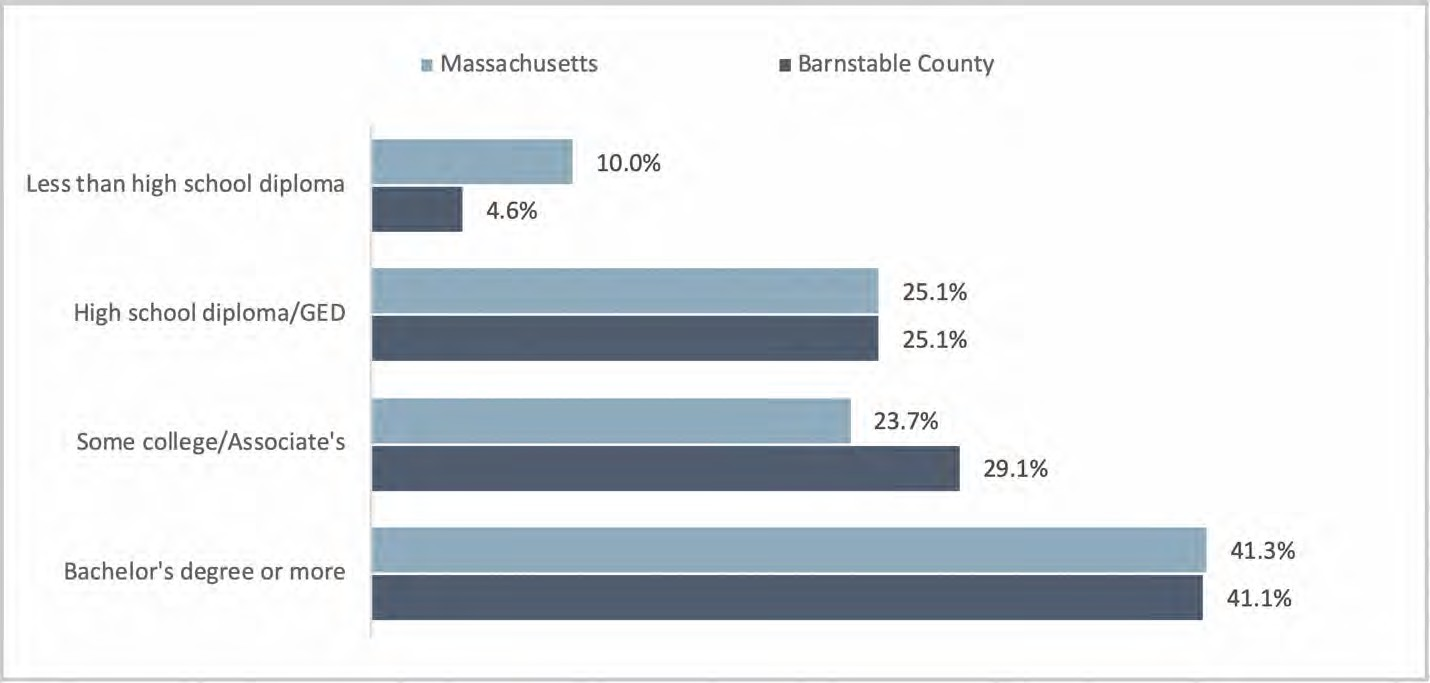 Massachusetts
Barnstable County
Less than high school diploma
10.0%
4.6%
High school diploma/GED
25.1%
25.1%
Some college/Associate's
23.7%
29.1%
Bachelor's degree or more
41.3%
41.1%